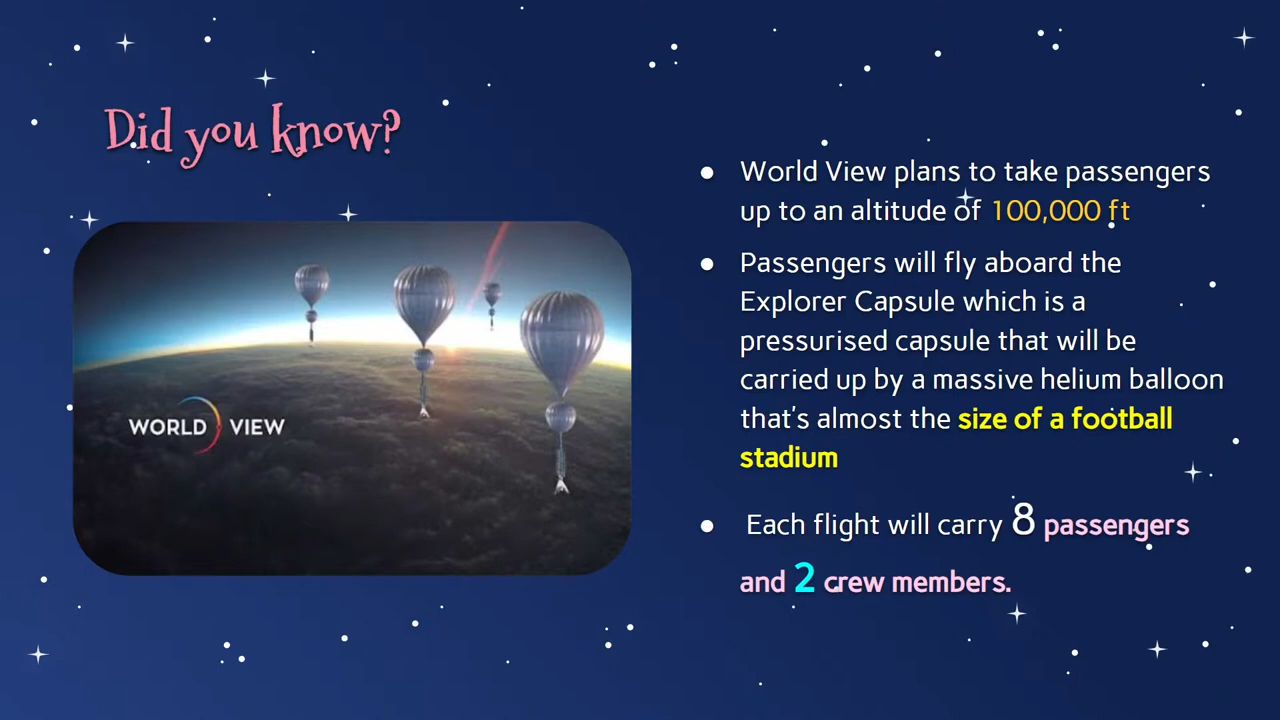 Did you know?
WORLD VIEW
● World View plans to take passengers
up to an altitude of 100,000 ft
● Passengers will fly aboard the
Explorer Capsule which is a
pressurised capsule that will be
carried up by a massive helium balloon
that's almost the size of a football
stadium
● Each flight will carry 8 passengers
and 2 crew members.